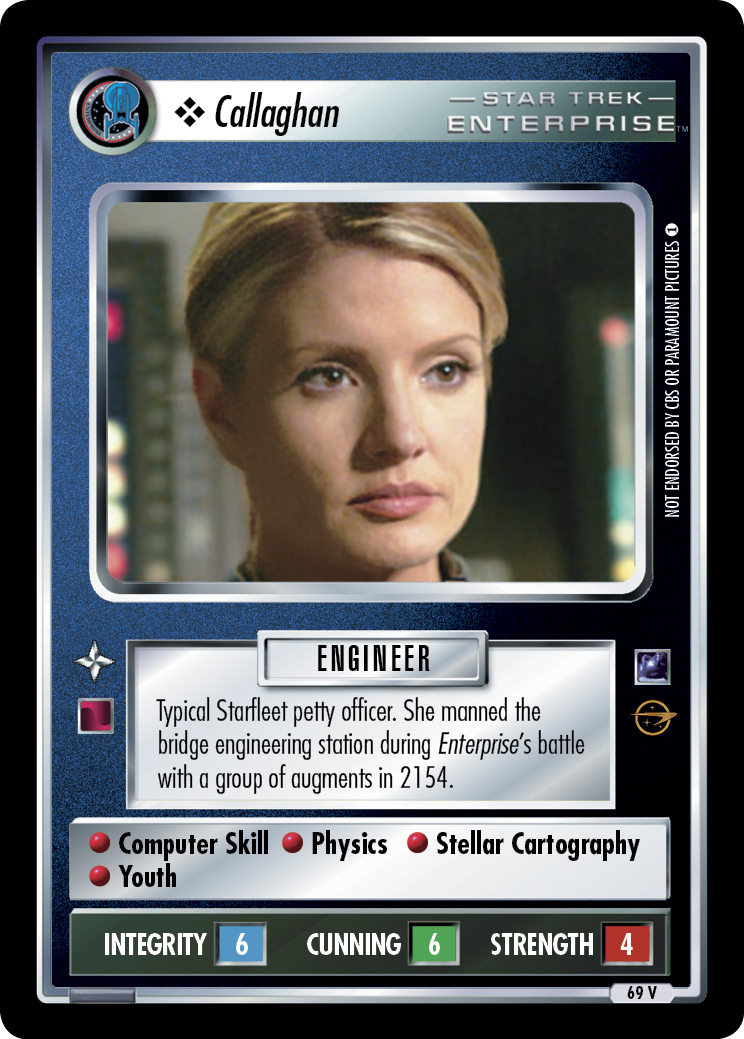 ❖ Callaghan
STAR TREK
ENTERPRISE™
NOT ENDORSED BY CBS OR PARAMOUNT PICTURES 1
ENGINEER
Typical Starfleet petty officer. She manned the
bridge engineering station during Enterprise's battle
with a group of augments in 2154.
Computer Skill Physics Stellar Cartography
Youth
INTEGRITY 6 CUNNING 6 STRENGTH 4
69 V